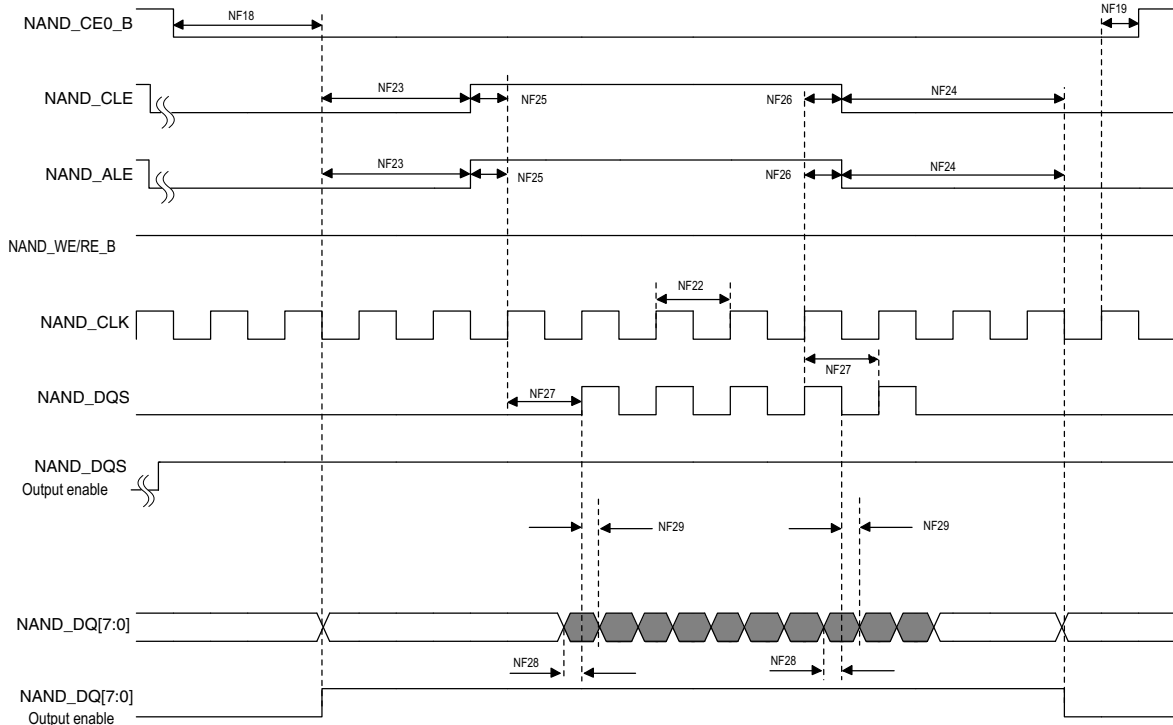 NF18
NF19
NAND_CE0_B
NF23
NF25
NF26
NF24
NAND_CLE
NF23
NF25
NF26
NF24
NAND_ALE
NAND_WE/RE_B
NF22
NAND_CLK
NF27
NF27
NAND_DQS
NAND_DQS
Output enable
NF29
NF29
NAND_DQ[7:0]
NF28
NF28
NAND_DQ[7:0]
Output enable